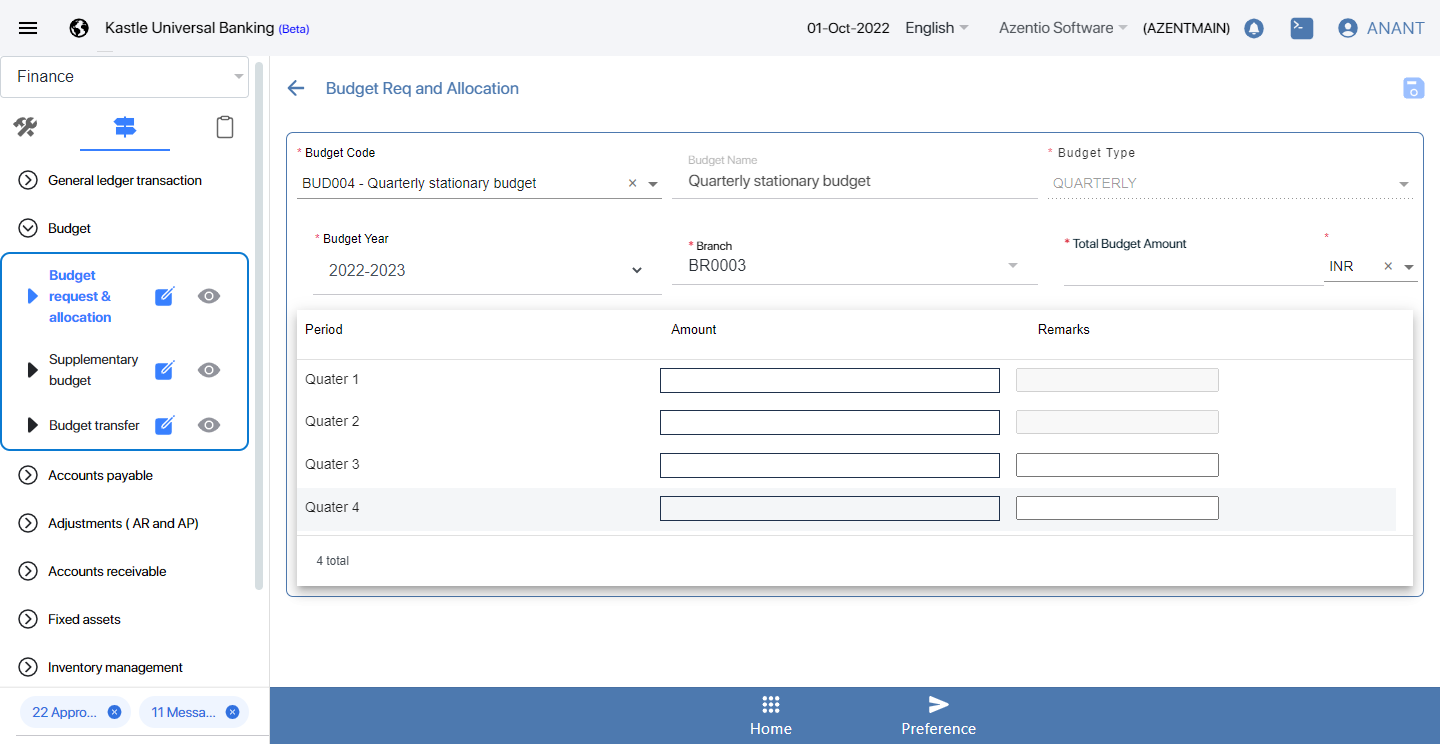 Kastle Universal Banking (Beta)
01-Oct-2022
English
Azentio Software
(AZENTMAIN)
ANANT
Finance
General ledger transaction
Budget
Budget
request &
allocation
Supplementary
budget
Budget transfer
Accounts payable
Adjustments ( AR and AP)
Accounts receivable
Fixed assets
Inventory management
22 Appro...
11 Messa...
Budget Req and Allocation
* Budget Code
BUD004 - Quarterly stationary budget
Budget Name
Quarterly stationary budget
* Budget Type
QUARTERLY
* Budget Year
2022-2023
* Branch
BR0003
* Total Budget Amount
*
INR
Period Amount Remarks
Quater 1
Quater 2
Quater 3
Quater 4
4 total
Home
Preference